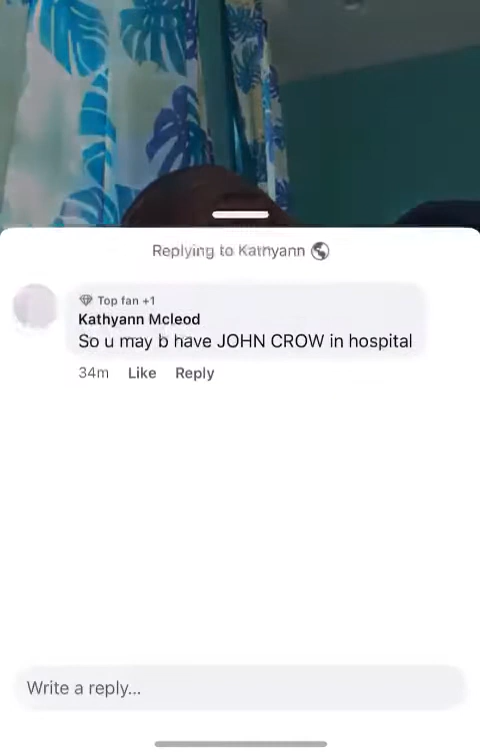 Replying to Kathyann
Top fan +1
Kathyann Mcleod
So u may b have JOHN CROW in hospital
34m Like Reply
Write a reply...